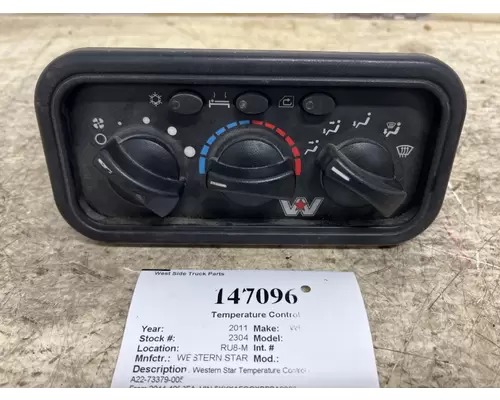 W
West Side Truck Parts
147096
Temperature Control
Year: 2011 Make:
Stock #: 2304 Model:
Location: RU8-M Int. #
Mnfctr.: WESTERN STAR Mod.:
Description : Western Star Temperature Control
A22-73379-005